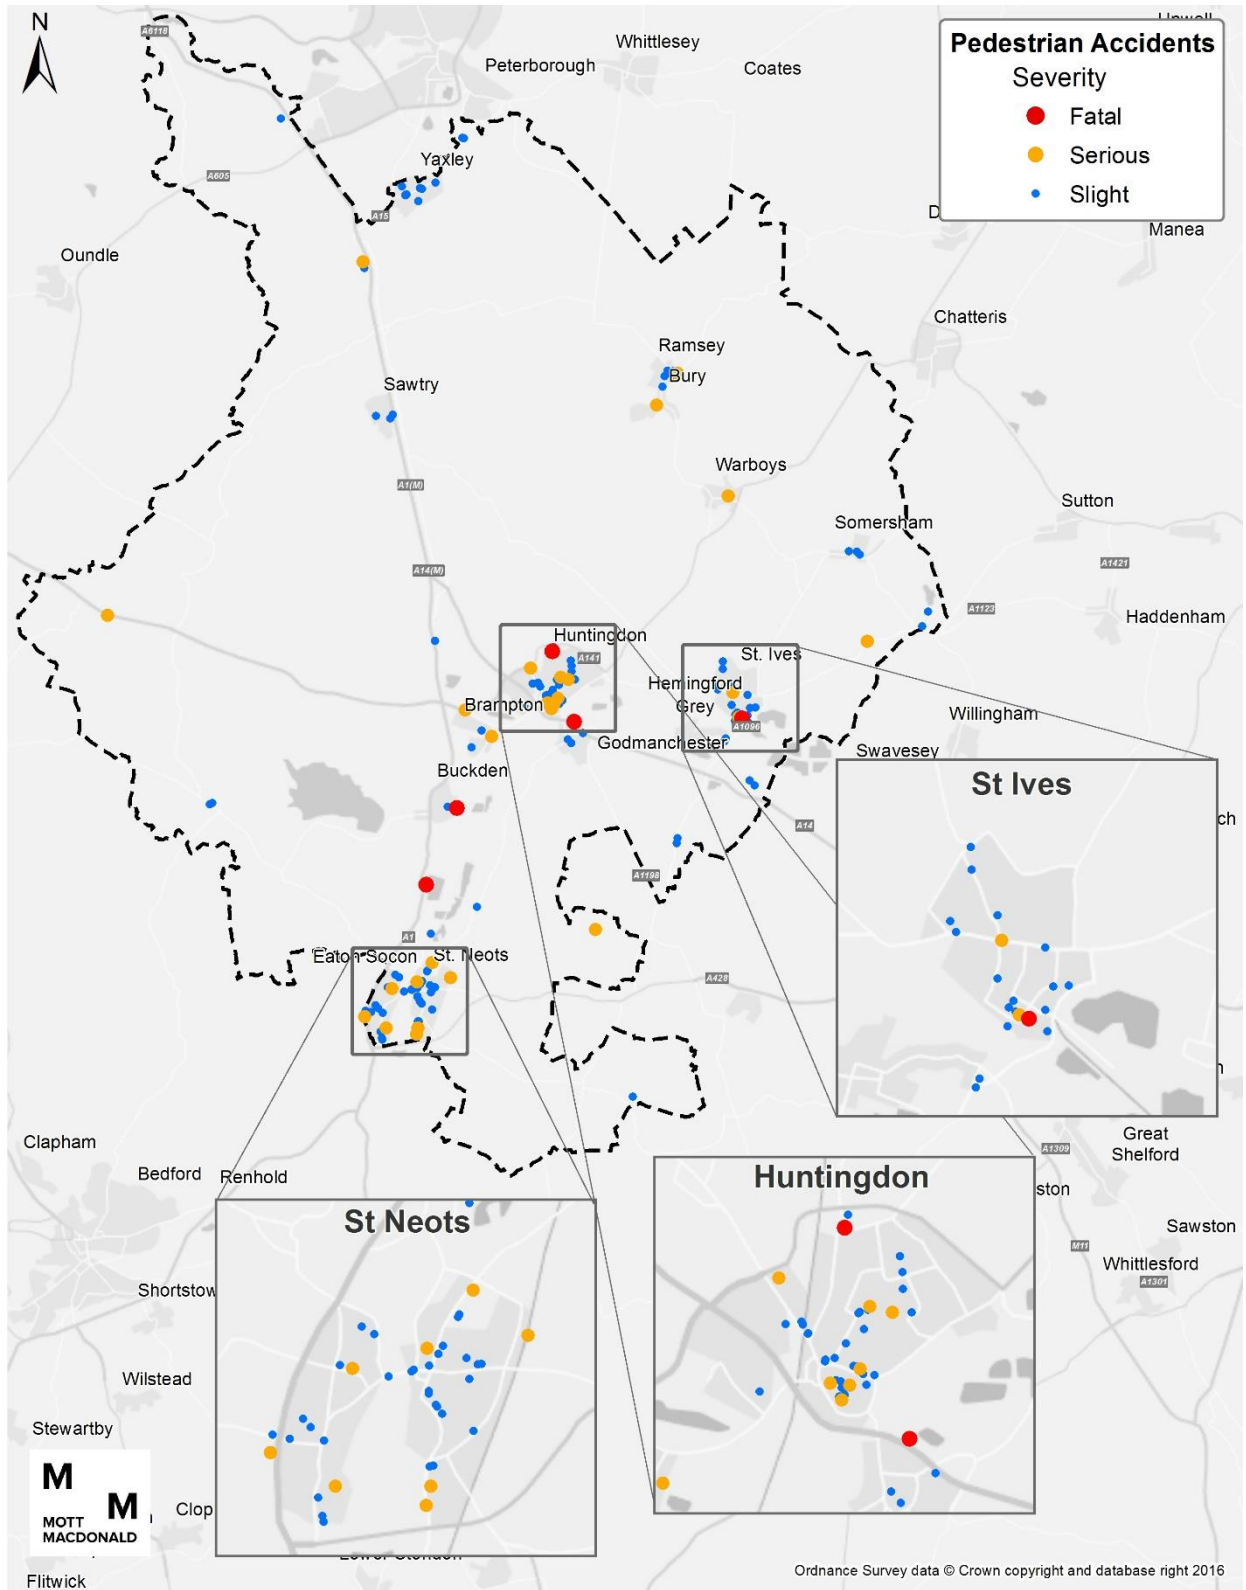 N
A6118
Whittlesey
Peterborough
Coates
Pedestrian Accidents
Severity
Fatal
Serious
Slight
Yaxley
A605
A15
Manea
Oundle
Chatteris
Ramsey
Bury
Sawtry
Warboys
A1(M)
Sutton
Somersham
A14(M)
A1421
A1123
Haddenham
Huntingdon
A141
St. Ives
Hemingford
Grey
Brampton
A1096
Willingham
Godmanchester
Swavesey
Buckden
St Ives
A14
ch
A1198
A1
Eaton Socon
St. Neots
A428
Clapham
Great
Shelford
A1309
Bedford
Renhold
Huntingdon
ston
St Neots
Sawston
M11
Whittlesford
A1301
Shortstow
Wilstead
Stewartby
M
M
MOTT
MACDONALD
Clop
Flitwick
Ordnance Survey data © Crown copyright and database right 2016